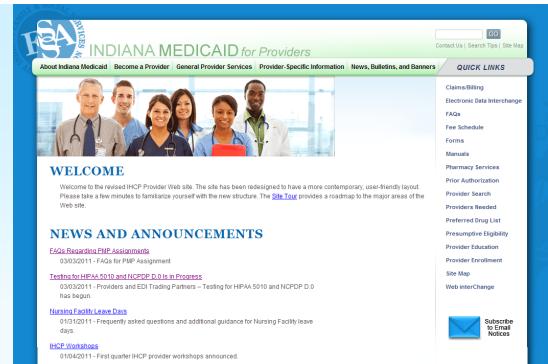 FSSA
INDIANA MEDICAID for Providers
GO
Contact Us | Search Tips | Site Map
About Indiana Medicaid Become a Provider General Provider Services Provider-Specific Information News, Bulletins, and Banners
QUICK LINKS
WELCOME
Welcome to the revised IHCP Provider Web site. The site has been redesigned to have a more contemporary, user-friendly layout.
Please take a few minutes to familiarize yourself with the new structure. The Site Tour provides a roadmap to the major areas of the
Web site.
NEWS AND ANNOUNCEMENTS
FAQs Regarding PMP Assignments
03/03/2011 - FAQs for PMP Assignment
Testing for HIPAA 5010 and NCPDP D.0 Is in Progress
03/03/2011 - Providers and EDI Trading Partners – Testing for HIPAA 5010 and NCPDP D.0
has begun.
Nursing Facility Leave Days
01/31/2011 - Frequently asked questions and additional guidance for Nursing Facility leave
days.
IHCP Workshops
01/04/2011 - First quarter IHCP provider workshops announced.
Claims/Billing
Electronic Data Interchange
FAQs
Fee Schedule
Forms
Manuals
Pharmacy Services
Prior Authorization
Provider Search
Providers Needed
Preferred Drug List
Presumptive Eligibility
Provider Education
Provider Enrollment
Site Map
Web interChange
Subscribe
to Email
Notices